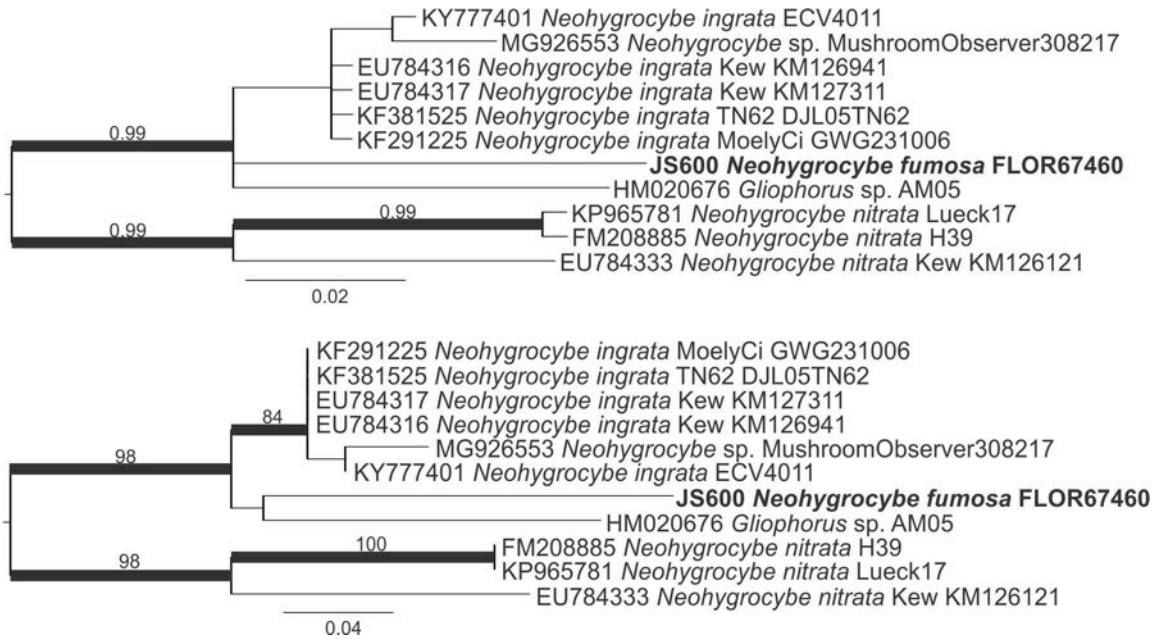 KY777401 Neohygrocybe ingrata ECV4011
MG926553 Neohygrocybe sp. MushroomObserver308217
EU784316 Neohygrocybe ingrata Kew KM126941
EU784317 Neohygrocybe ingrata Kew KM127311
KF381525 Neohygrocybe ingrata TN62 DJL05TN62
0.99
KF291225 Neohygrocybe ingrata MoelyCi GWG231006
JS600 Neohygrocybe fumosa FLOR67460
HM020676 Gliophorus sp. AM05
0.99
KP965781 Neohygrocybe nitrata Lueck17
0.99
FM208885 Neohygrocybe nitrata H39
EU784333 Neohygrocybe nitrata Kew KM126121
0.02
KF291225 Neohygrocybe ingrata MoelyCi GWG231006
KF381525 Neohygrocybe ingrata TN62 DJL05TN62
EU784317 Neohygrocybe ingrata Kew KM127311
84
EU784316 Neohygrocybe ingrata Kew KM126941
98
MG926553 Neohygrocybe sp. MushroomObserver308217
KY777401 Neohygrocybe ingrata ECV4011
JS600 Neohygrocybe fumosa FLOR67460
HM020676 Gliophorus sp. AM05
100
FM208885 Neohygrocybe nitrata H39
98
KP965781 Neohygrocybe nitrata Lueck17
EU784333 Neohygrocybe nitrata Kew KM126121
0.04